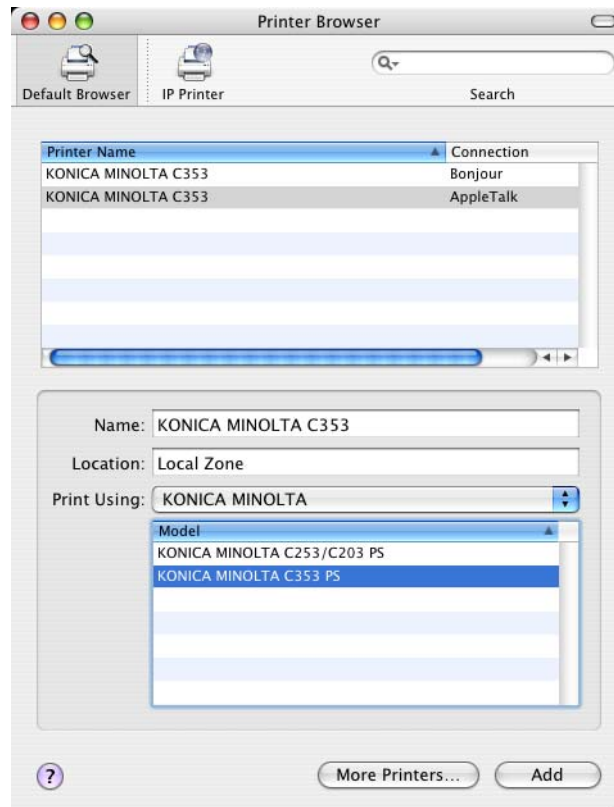 Printer Browser
Default Browser
IP Printer
Search
Printer Name Connection
KONICA MINOLTA C353 Bonjour
KONICA MINOLTA C353 AppleTalk
Name: KONICA MINOLTA C353
Location: Local Zone
Print Using: KONICA MINOLTA
Model
KONICA MINOLTA C253/C203 PS
KONICA MINOLTA C353 PS
? More Printers... Add